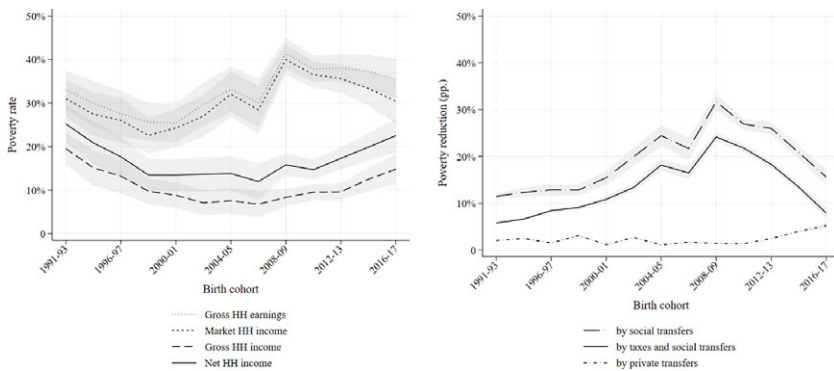 50%
40%
30%
20%
10%
0
Poverty rate
1991-93
1996-97
2000-01
2004-05
2008-09
2012-13
2016-17
Birth cohort
Gross HH earnings
Market HH income
Gross HH income
Net HH income
50%
40%
30%
20%
10%
0
Poverty reduction (pp.)
1991-93
1996-97
2000-01
2004-05
2008-09
2012-13
2016-17
Birth cohort
by social transfers
by taxes and social transfers
by private transfers